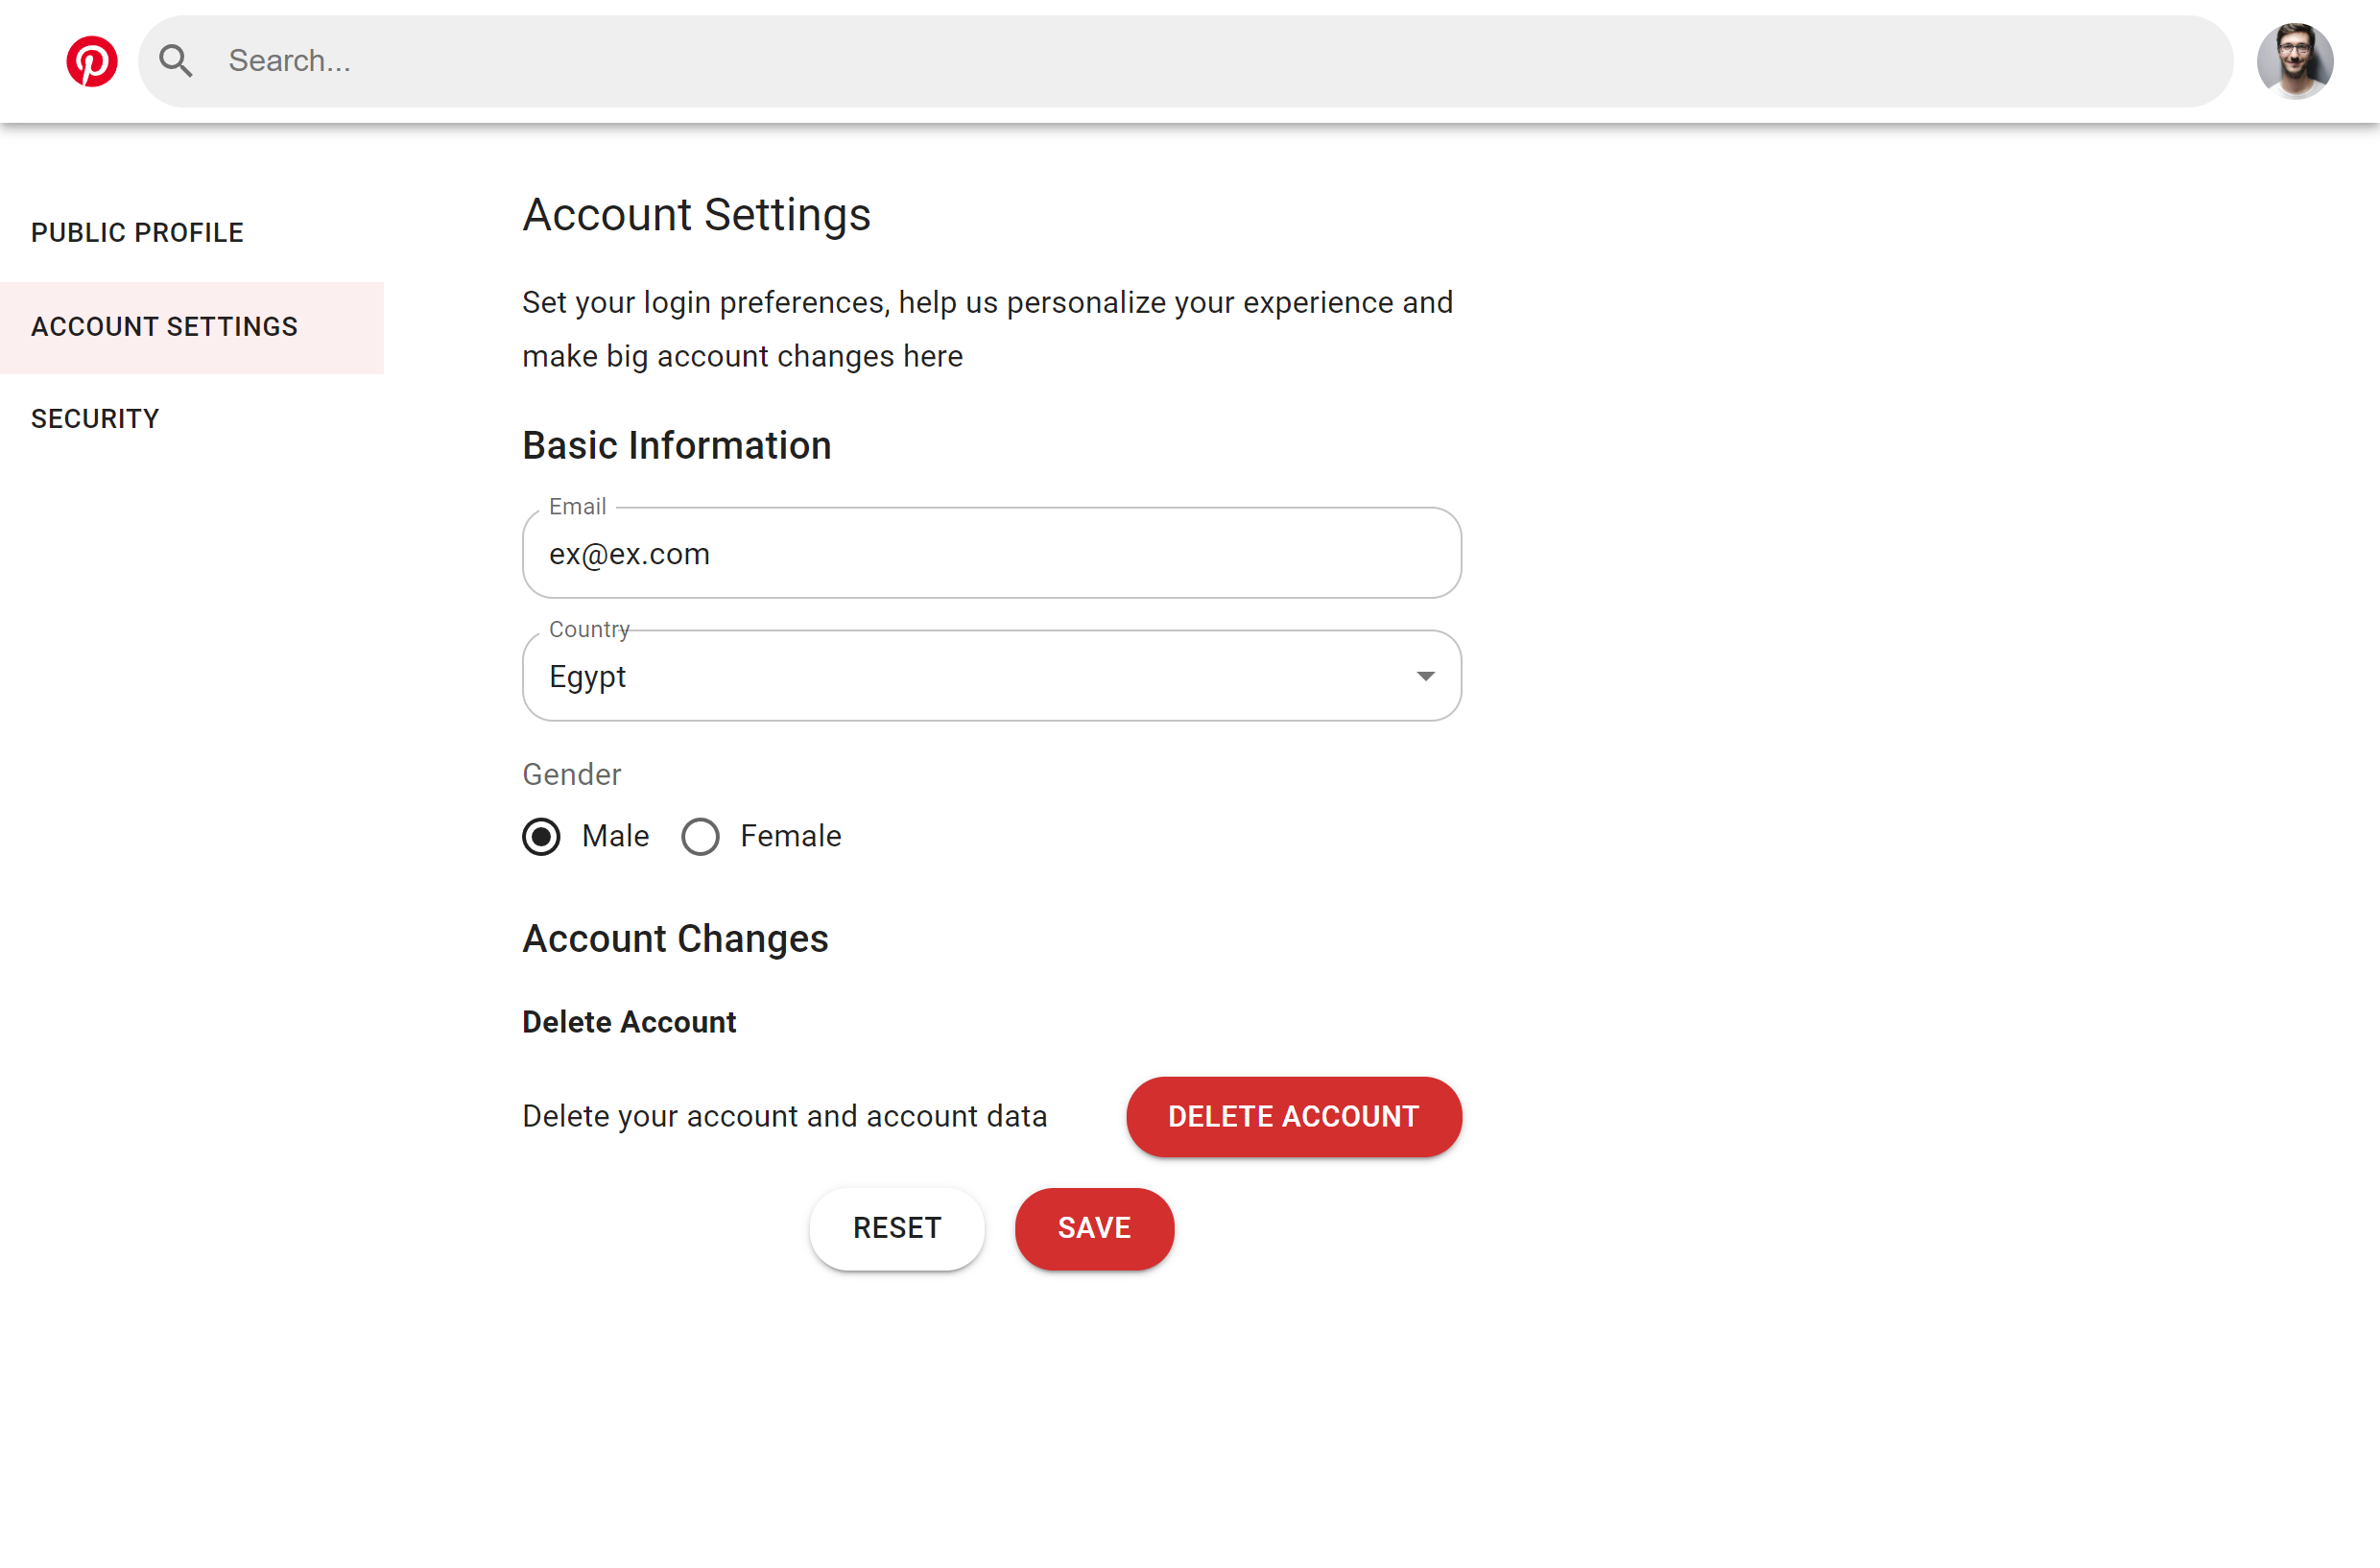 Search...
PUBLIC PROFILE
ACCOUNT SETTINGS
SECURITY
Account Settings
Set your login preferences, help us personalize your experience and
make big account changes here
Basic Information
Email
ex@ex.com
Country
Egypt
Gender
Male Female
Account Changes
Delete Account
Delete your account and account data DELETE ACCOUNT
RESET SAVE